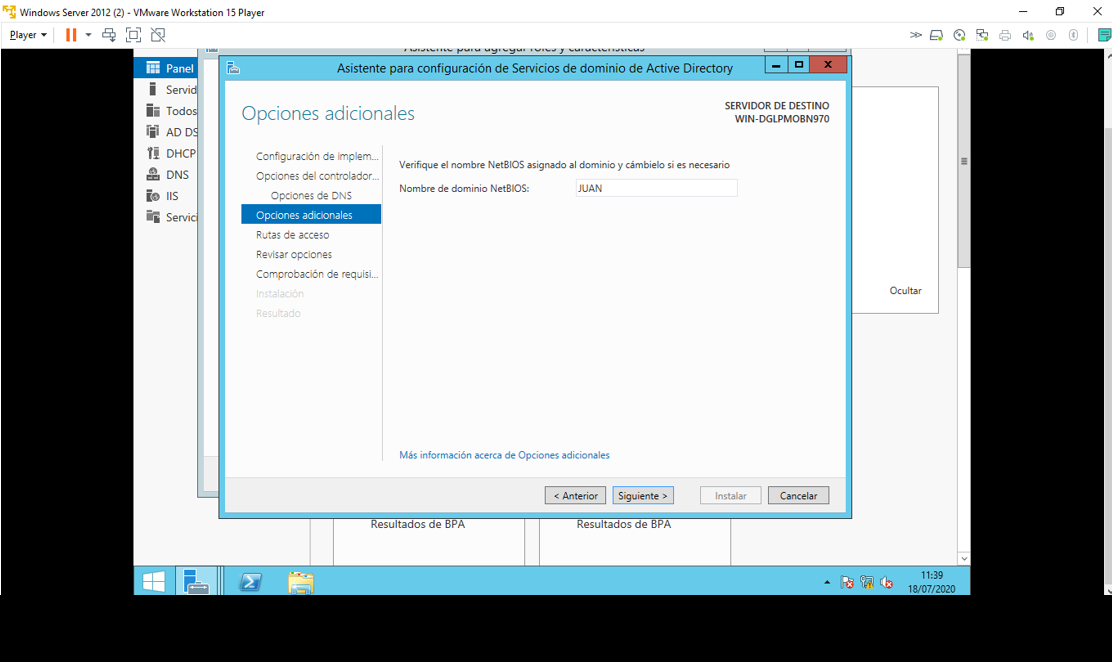 Windows Server 2012 (2) - VMware Workstation 15 Player
Player
Asistente para agregar roles y características
Panel
Servid
Todos
AD DS
DHCP
DNS
IIS
Servici
Asistente para configuración de Servicios de dominio de Active Directory
Opciones adicionales
SERVIDOR DE DESTINO
WIN-DGLPMOBN970
Configuración de implem...
Opciones del controlador...
Opciones de DNS
Opciones adicionales
Rutas de acceso
Revisar opciones
Comprobación de requisi...
Instalación
Resultado
Verifique el nombre NetBIOS asignado al dominio y cámbielo si es necesario
Nombre de dominio NetBIOS: JUAN
Más información acerca de Opciones adicionales
< Anterior Siguiente > Instalar Cancelar
Ocultar
Resultados de BPA Resultados de BPA
11:39
18/07/2020